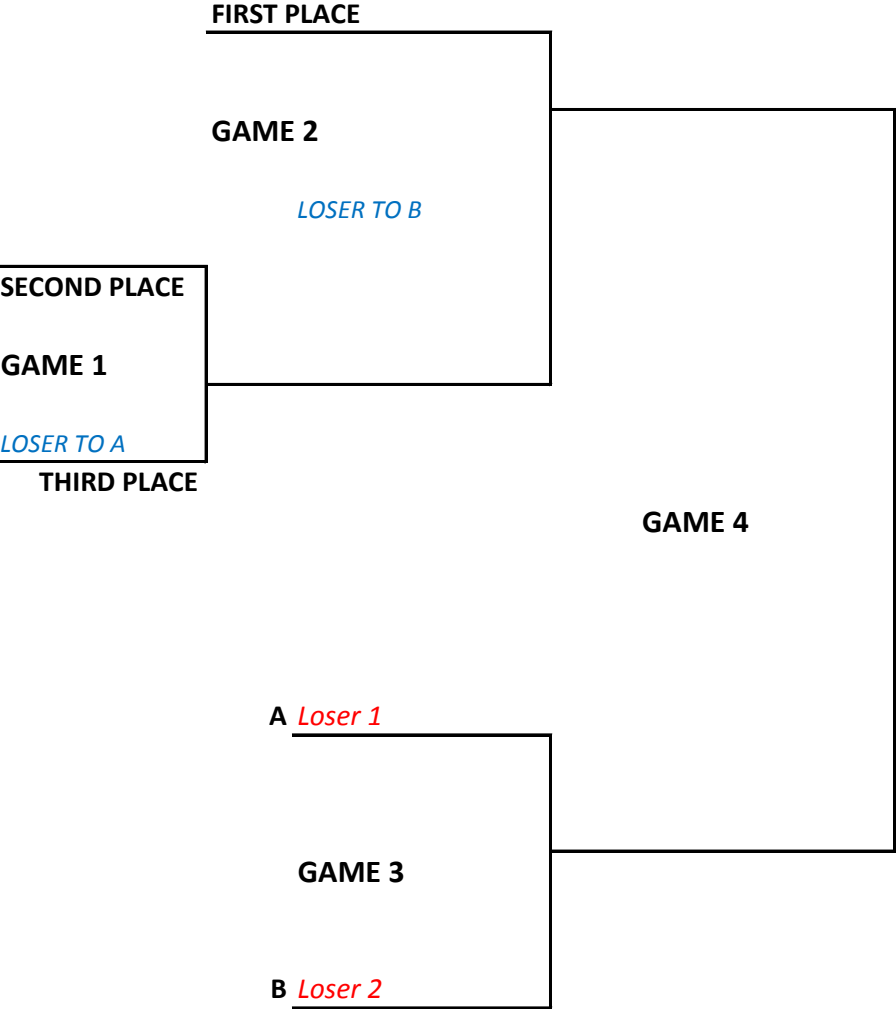 FIRST PLACE
GAME 2
LOSER TO B
SECOND PLACE
GAME 1
LOSER TO A
THIRD PLACE
GAME 4
A Loser 1
GAME 3
B Loser 2